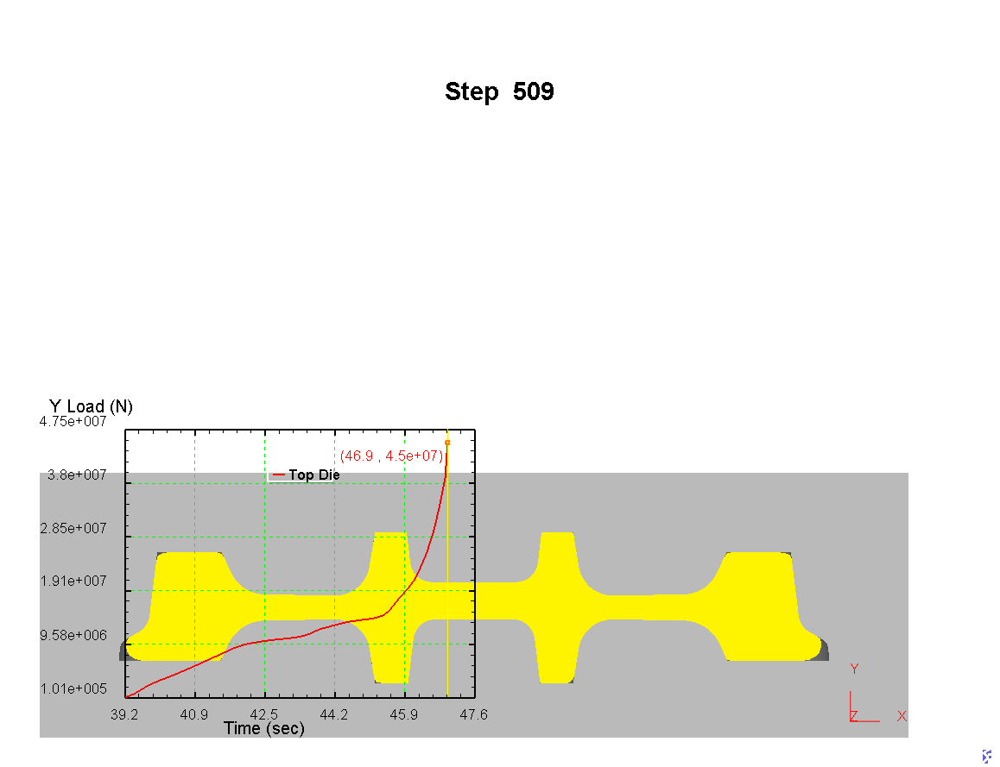 Step 509
Y Load (N)
4.75e+007
(46.9 , 4.5e+07)
3.8e+007
Top Die
2.85e+007
1.91e+007
9.58e+006
1.01e+005
39.2 40.9 42.5 44.2 45.9 47.6
Time (sec)
Y
Z X